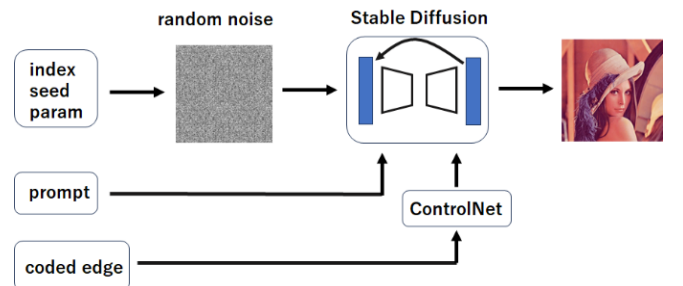 random noise
Stable Diffusion
index
seed
param
prompt
ControlNet
coded edge